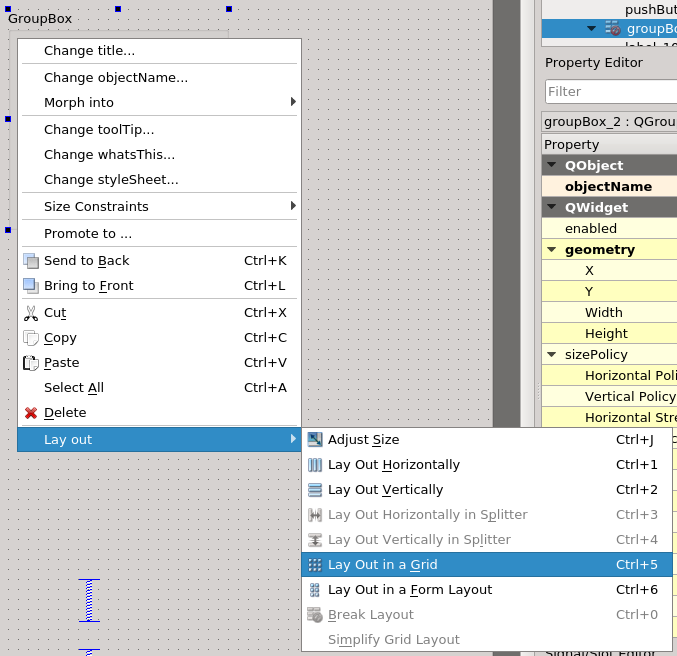 GroupBox
Change title...
Change objectName...
Morph into
Change toolTip...
Change whatsThis...
Change styleSheet...
Size Constraints
Promote to ...
Send to Back Ctrl+K
Bring to Front Ctrl+L
Cut Ctrl+X
Copy Ctrl+C
Paste Ctrl+V
Select All Ctrl+A
Delete
Lay out
Adjust Size Ctrl+J
Lay Out Horizontally Ctrl+1
Lay Out Vertically Ctrl+2
Lay Out Horizontally in Splitter Ctrl+3
Lay Out Vertically in Splitter Ctrl+4
Lay Out in a Grid Ctrl+5
Lay Out in a Form Layout Ctrl+6
Break Layout Ctrl+0
Simplify Grid Layout
pushBut
groupBo
Property Editor
Filter
groupBox_2 : QGrou
Property
QObject
objectName
QWidget
enabled
geometry
X
Y
Width
Height
sizePolicy
Horizontal Poli
Vertical Policy
Horizontal Stre